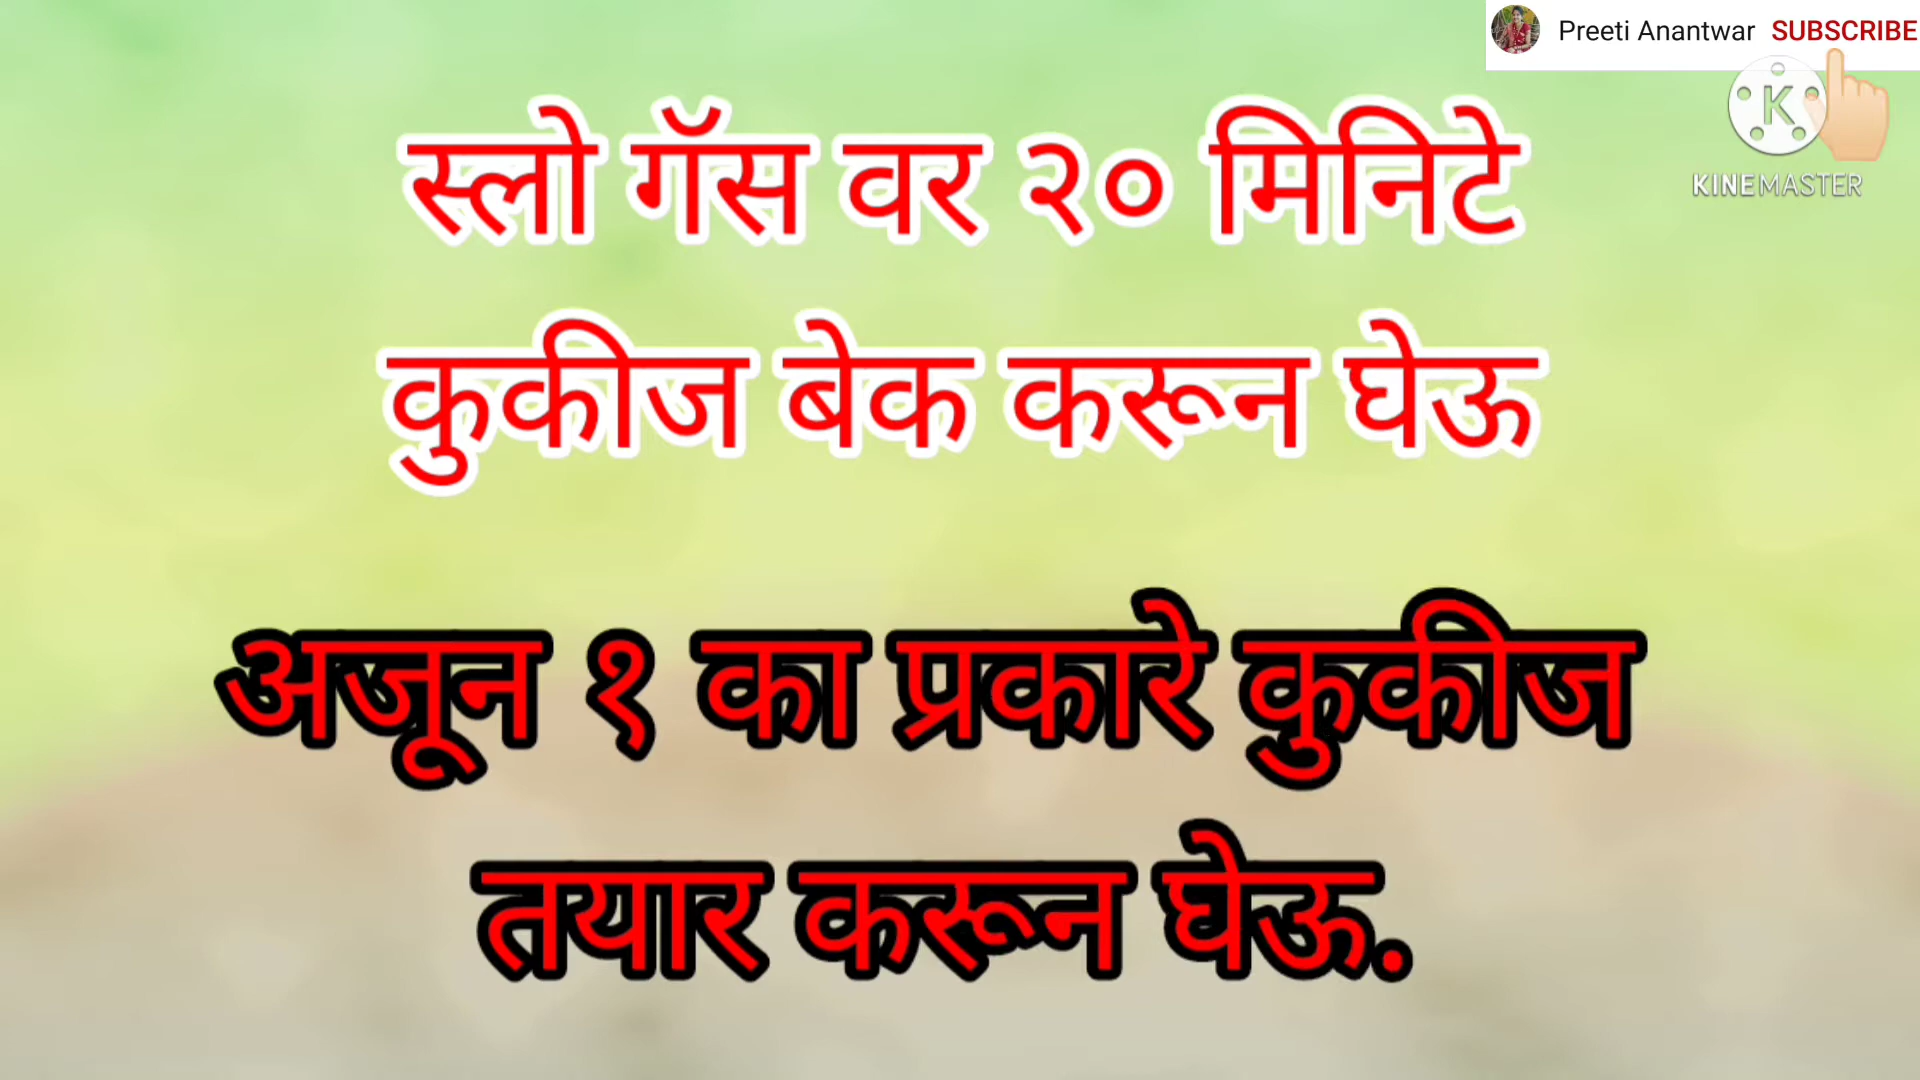 Preeti Anantwar SUBSCRIBE
K
KINEMASTER
स्लो गॅस वर २० मिनिटे
कुकीज बेक करून घेऊ
अजून १ का प्रकारे कुकीज
तयार करून घेऊ.